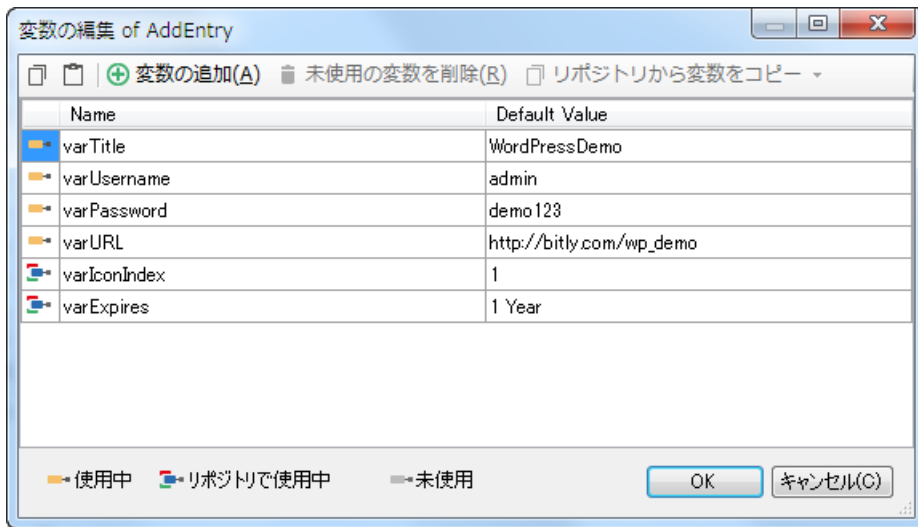 変数の編集 of AddEntry
変数の追加(A) 未使用の変数を削除(R) リポジトリから変数をコピー
Name Default Value
varTitle WordPressDemo
varUsername admin
varPassword demo123
varURL http://bitly.com/wp_demo
varIconIndex 1
varExpires 1 Year
使用中 リポジトリで使用中 未使用 OK キャンセル(C)